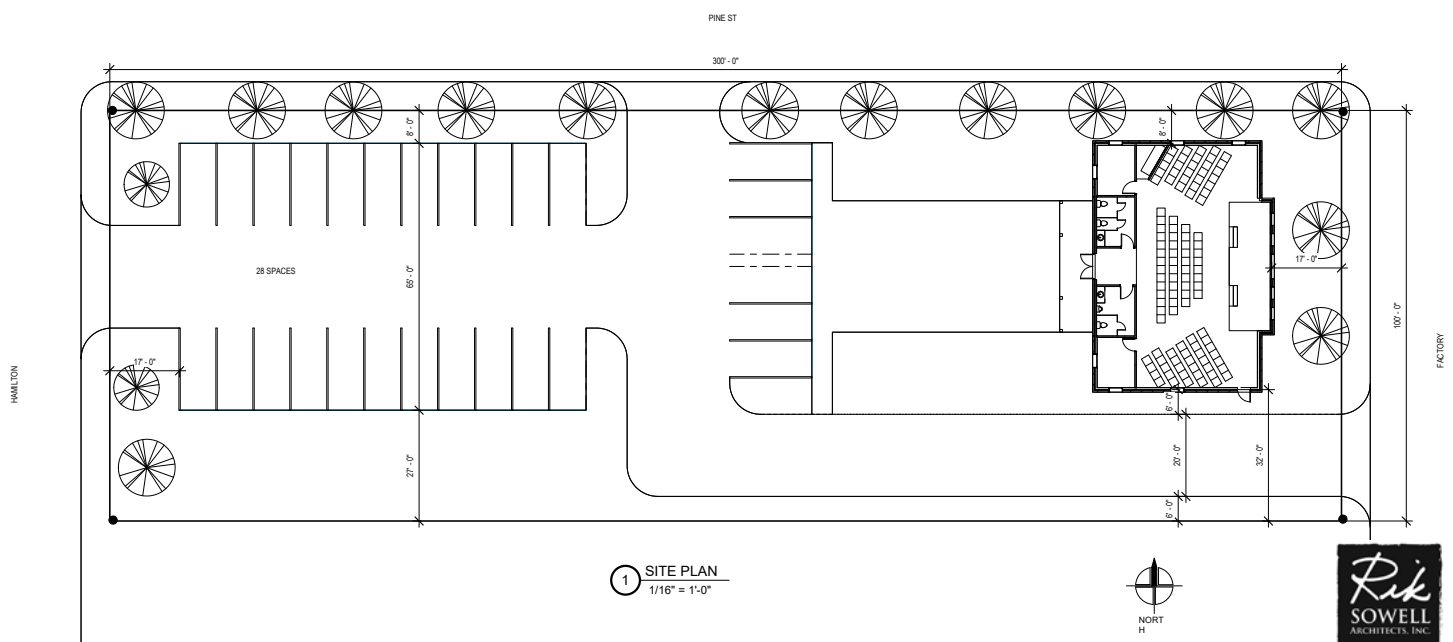 PINE ST
300' - 0"
8' - 0"
8' - 0"
28 SPACES
65' - 0"
17' - 0"
100' - 0"
FACTORY
HAMILTON
17' - 0"
27' - 0"
6' - 0"
20' - 0"
32' - 0"
6' - 0"
1 SITE PLAN
1/16" = 1'-0"
NORT
H
Rik
SOWELL
ARCHITECTS, INC.